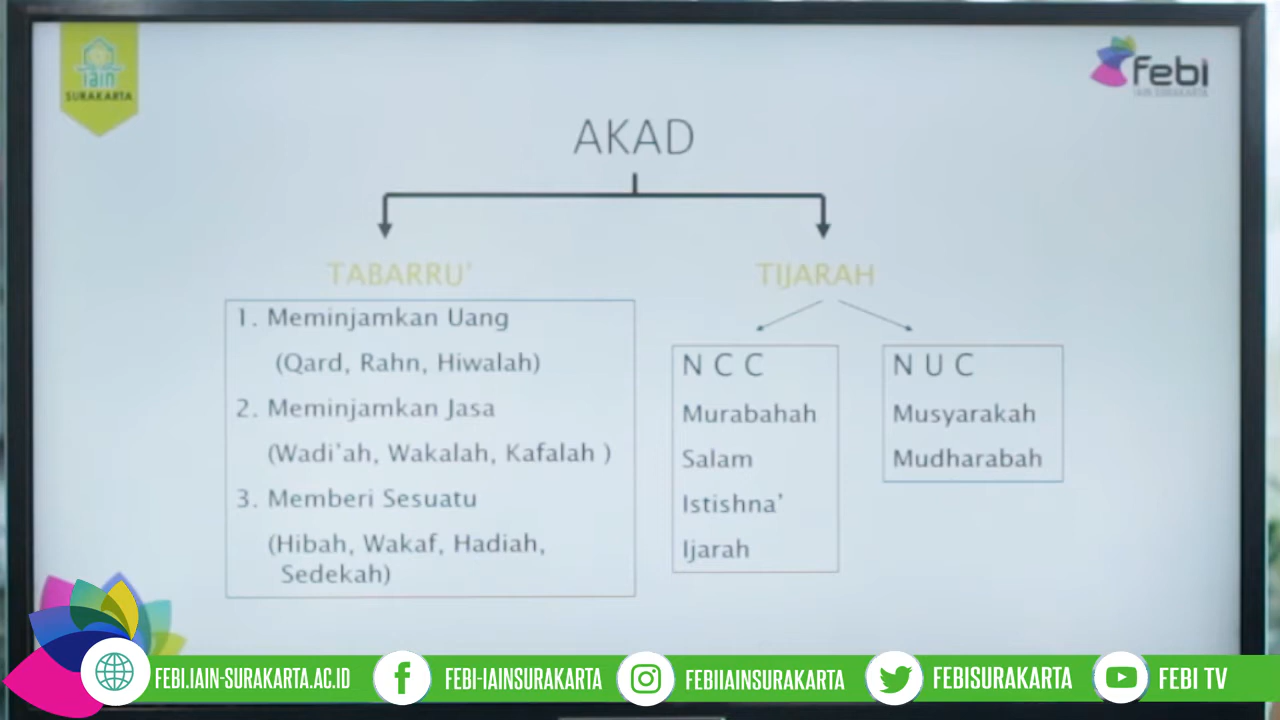 iain
SURAKARTA
febi
IAIN SURAKARTA
AKAD
TABARRU'
1. Meminjamkan Uang
(Qard, Rahn, Hiwalah)
2. Meminjamkan Jasa
(Wadi'ah, Wakalah, Kafalah )
3. Memberi Sesuatu
(Hibah, Wakaf, Hadiah,
Sedekah)
TIJARAH
N C C
Murabahah
Salam
Istishna'
Ijarah
N U C
Musyarakah
Mudharabah
FEBI.IAIN-SURAKARTA.AC.ID
FEBI-IAINSURAKARTA
FEBIIAINSURAKARTA
FEBISURAKARTA
FEBI TV